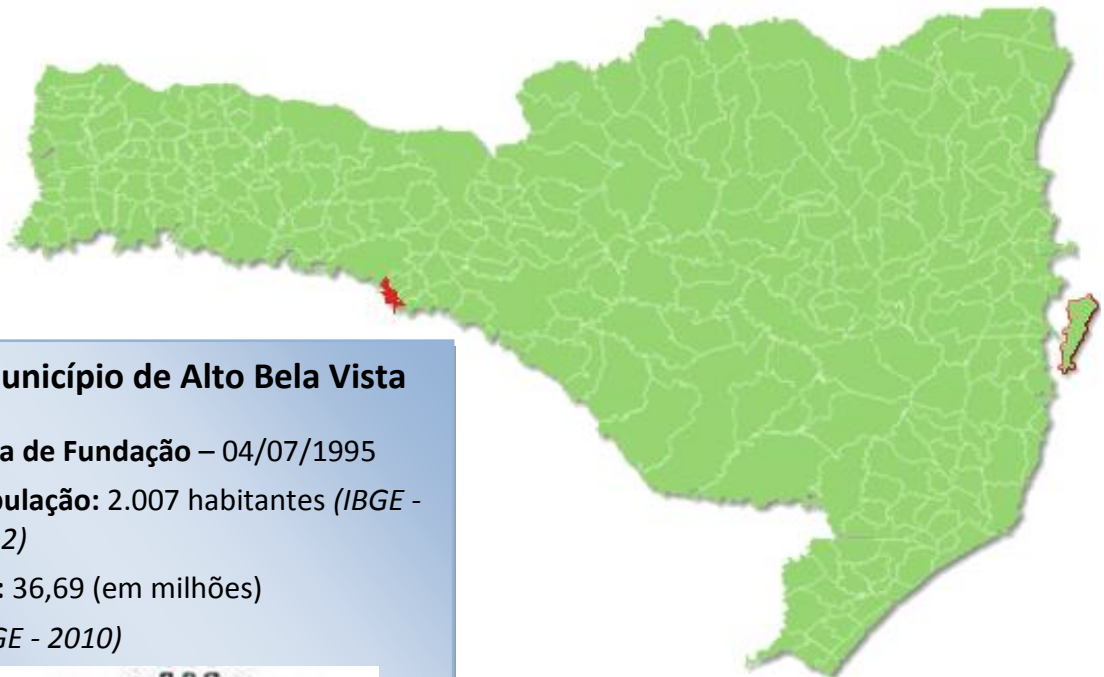 unicípio de Alto Bela Vista
a de Fundação – 04/07/1995
pulação: 2.007 habitantes (IBGE -
2)
: 36,69 (em milhões)
GE - 2010)